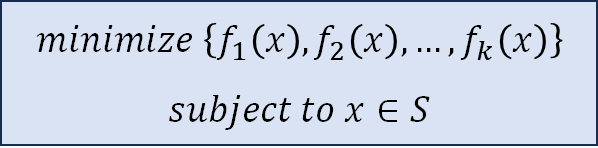 minimize {f₁(x), f₂(x), ..., fₖ(x)}
subject to x ∈ S